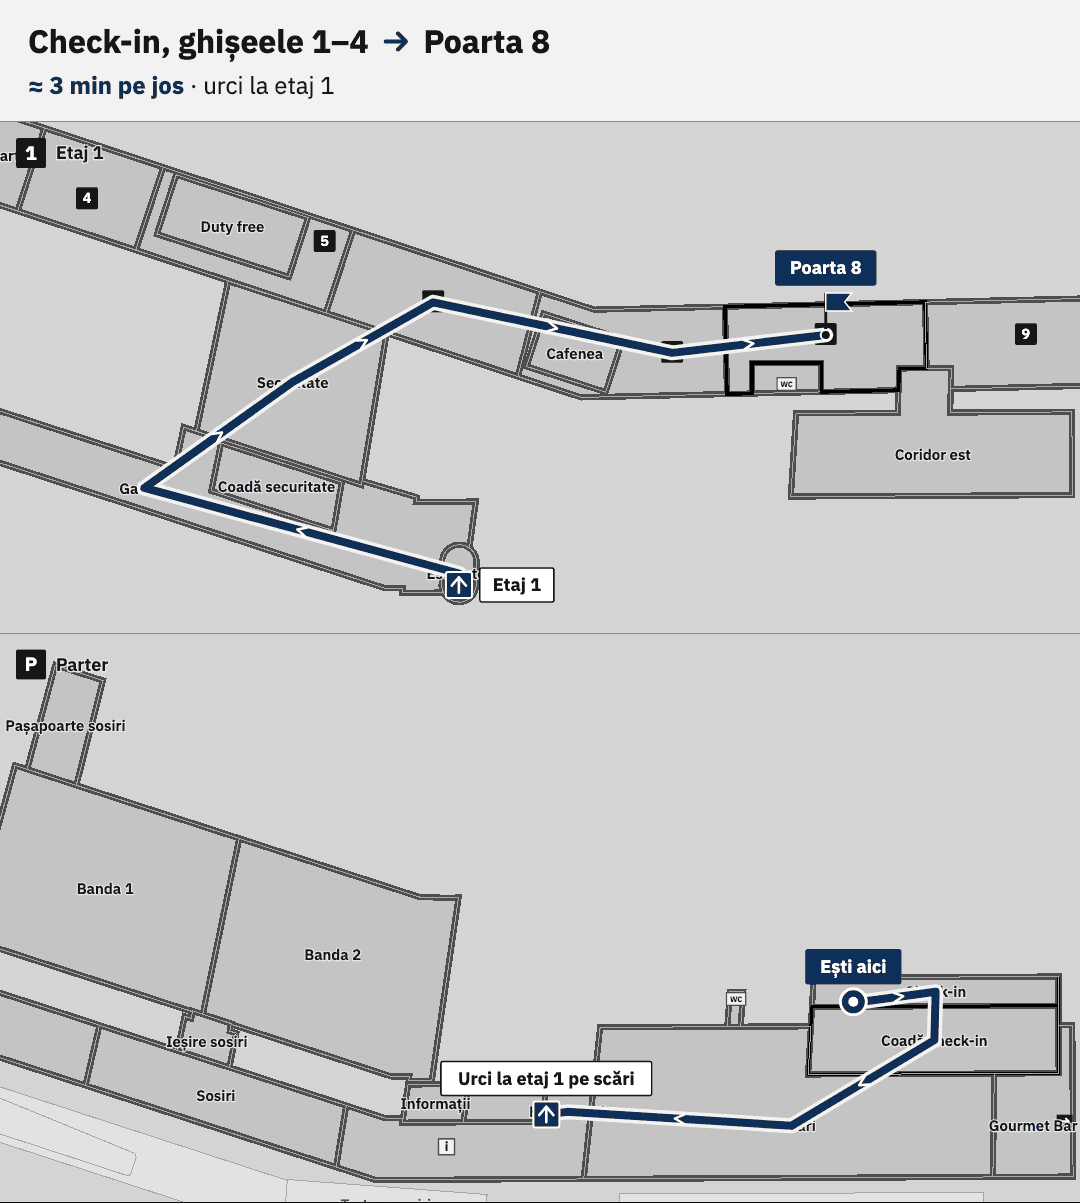 Check-in, ghișeele 1–4 → Poarta 8
≈ 3 min pe jos · urci la etaj 1
1 Etaj 1
4
Duty free
5
Poarta 8
9
Cafenea
WC
Coridor est
Coadă securitate
Etaj 1
P Parter
Pașapoarte sosiri
Banda 1
Banda 2
Ești aici
WC
Ieșire sosiri
Urci la etaj 1 pe scări
Sosiri
Informații
i
Gourmet Bar